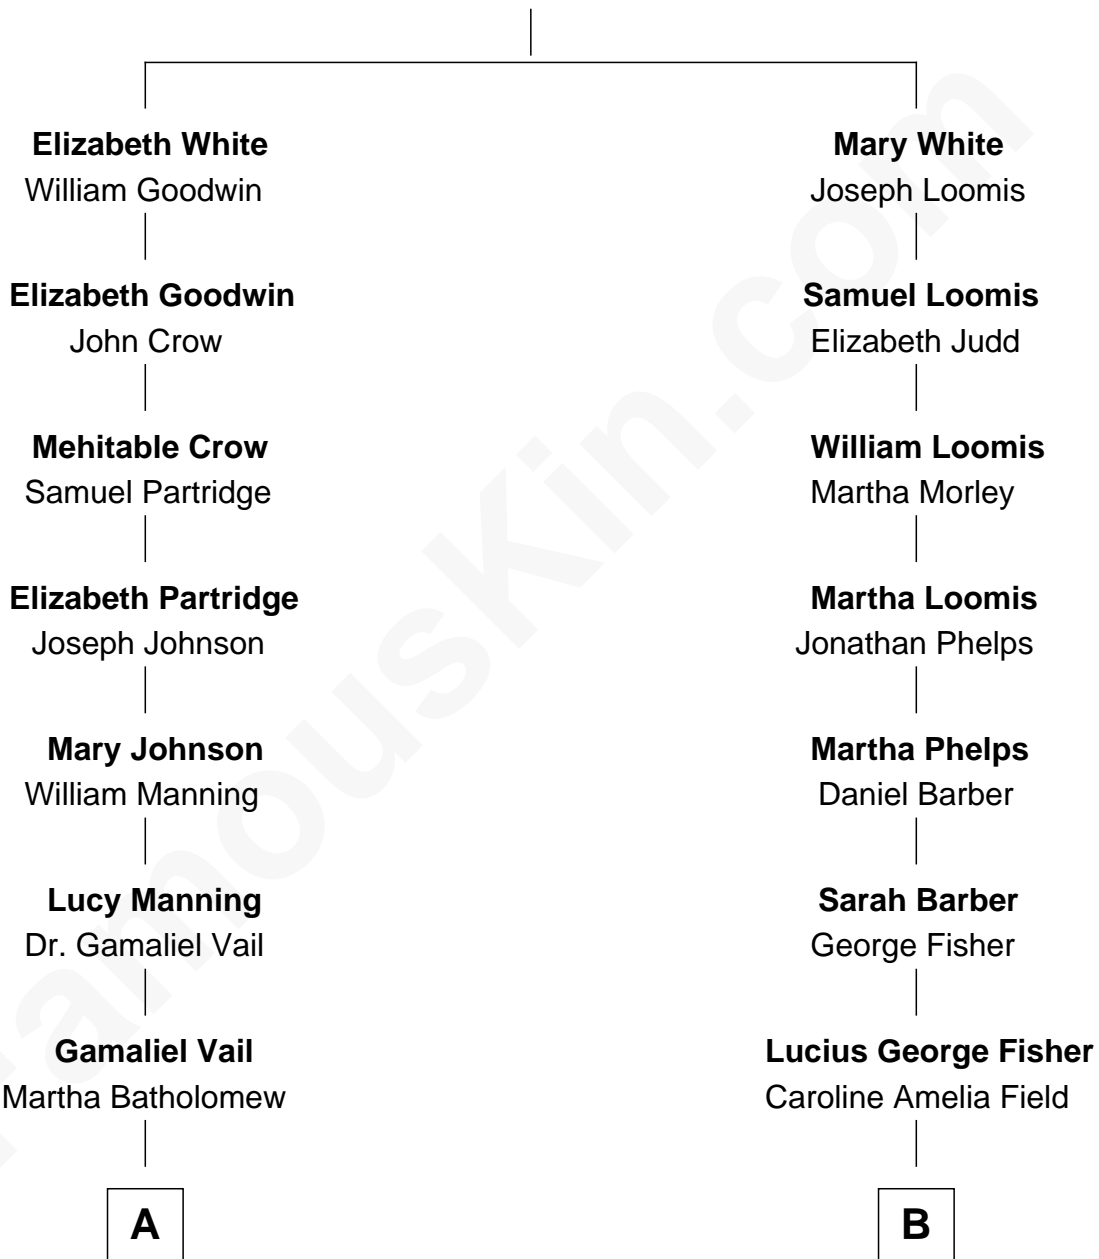 Elizabeth White
William Goodwin
Elizabeth Goodwin
John Crow
Mehitable Crow
Samuel Partridge
Elizabeth Partridge
Joseph Johnson
Mary Johnson
William Manning
Lucy Manning
Dr. Gamaliel Vail
Gamaliel Vail
Martha Batholomew
A
Mary White
Joseph Loomis
Samuel Loomis
Elizabeth Judd
William Loomis
Martha Morley
Martha Loomis
Jonathan Phelps
Martha Phelps
Daniel Barber
Sarah Barber
George Fisher
Lucius George Fisher
Caroline Amelia Field
B
FamousKin.com